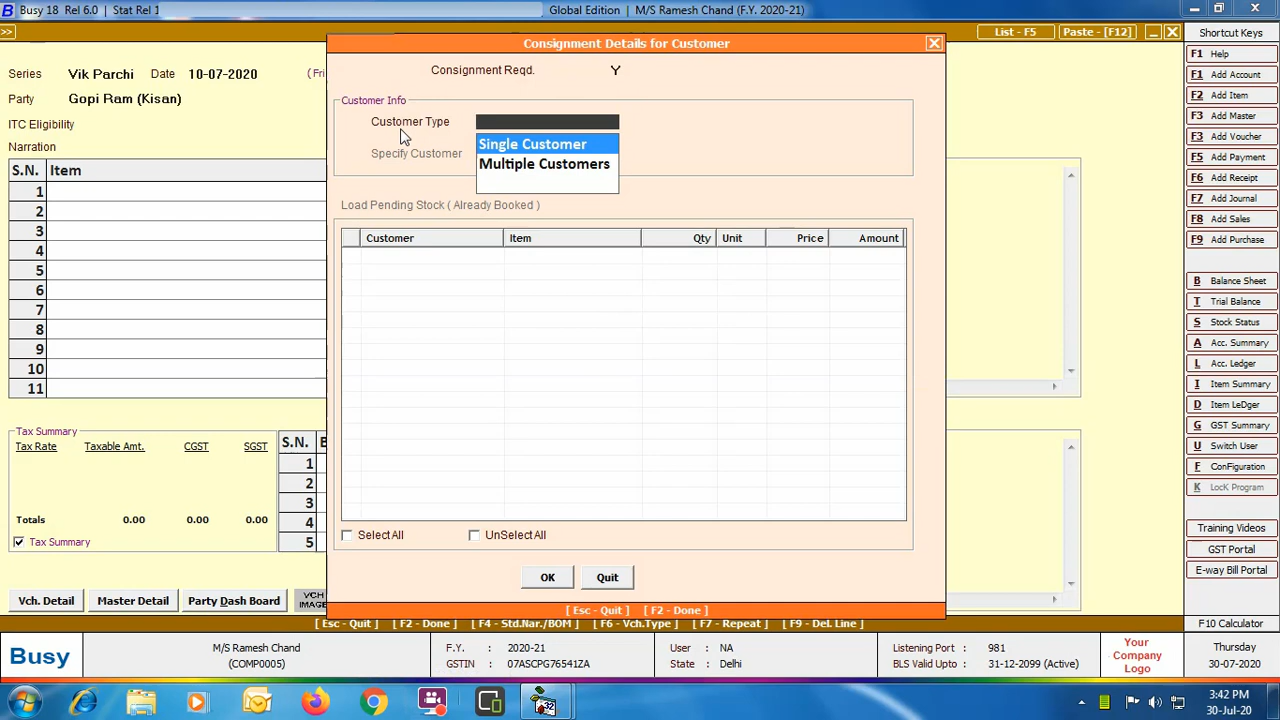 Busy 18 Rel 6.0 | Stat Rel 1
Global Edition | M/S Ramesh Chand (F.Y. 2020-21)
>>
List - F5
Paste - [F12]
Shortcut Keys
F1 Help
F1 Add Account
F2 Add Item
F3 Add Master
F3 Add Voucher
F5 Add Payment
F6 Add Receipt
F7 Add Journal
F8 Add Sales
F9 Add Purchase
B Balance Sheet
T Trial Balance
S Stock Status
A Acc. Summary
L Acc. Ledger
I Item Summary
D Item LeDger
G GST Summary
U Switch User
F ConFiguration
K LocK Program
Training Videos
GST Portal
E-way Bill Portal
F10 Calculator
Series Vik Parchi Date 10-07-2020 (Fri
Party Gopi Ram (Kisan)
ITC Eligibility
Narration
S.N. Item
1
2
3
4
5
6
7
8
9
10
11
Tax Summary
Tax Rate Taxable Amt. CGST SGST
Totals 0.00 0.00 0.00
Tax Summary
S.N. B
1
2
3
4
5
Vch. Detail
Master Detail
Party Dash Board
VCH
IMAGE
Consignment Details for Customer
Consignment Reqd. Y
Customer Info
Customer Type
Single Customer
Multiple Customers
Specify Customer
Load Pending Stock ( Already Booked )
Customer Item Qty Unit Price Amount
Select All
UnSelect All
OK
Quit
[ Esc - Quit ] [ F2 - Done ]
[ Esc - Quit ] [ F2 - Done ] [ F4 - Std.Nar./BOM ] [ F6 - Vch.Type ] [ F7 - Repeat ] [ F9 - Del. Line ]
Busy
M/S Ramesh Chand
(COMP0005)
F.Y. : 2020-21
GSTIN : 07ASCPG76541ZA
User : NA
State : Delhi
Listening Port : 981
BLS Valid Upto : 31-12-2099 (Active)
Your
Company
Logo
Thursday
30-07-2020
32
3:42 PM
30-Jul-20